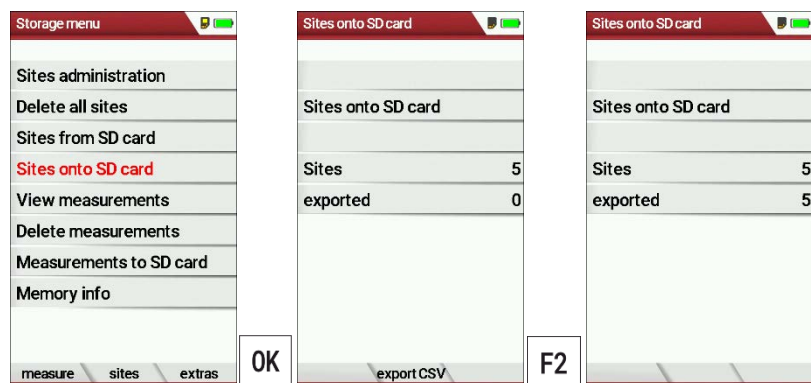 Storage menu
Sites administration
Delete all sites
Sites from SD card
Sites onto SD card
View measurements
Delete measurements
Measurements to SD card
Memory info
measure sites extras
OK
Sites onto SD card
Sites onto SD card
Sites 5
exported 0
export CSV
F2
Sites onto SD card
Sites onto SD card
Sites 5
exported 5